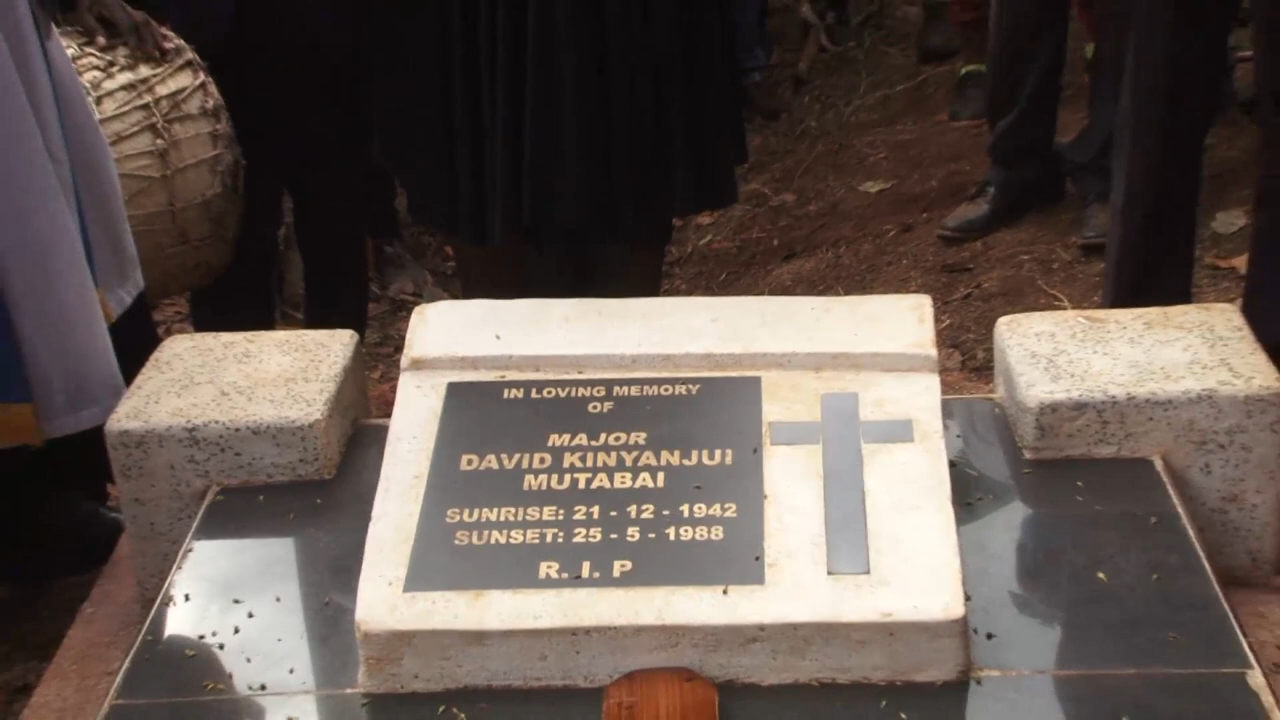 IN LOVING MEMORY
OF
MAJOR
DAVID KINYANJUI
MUTABAI
SUNRISE: 21 - 12 - 1942
SUNSET: 25 - 5 - 1988
R. I. P